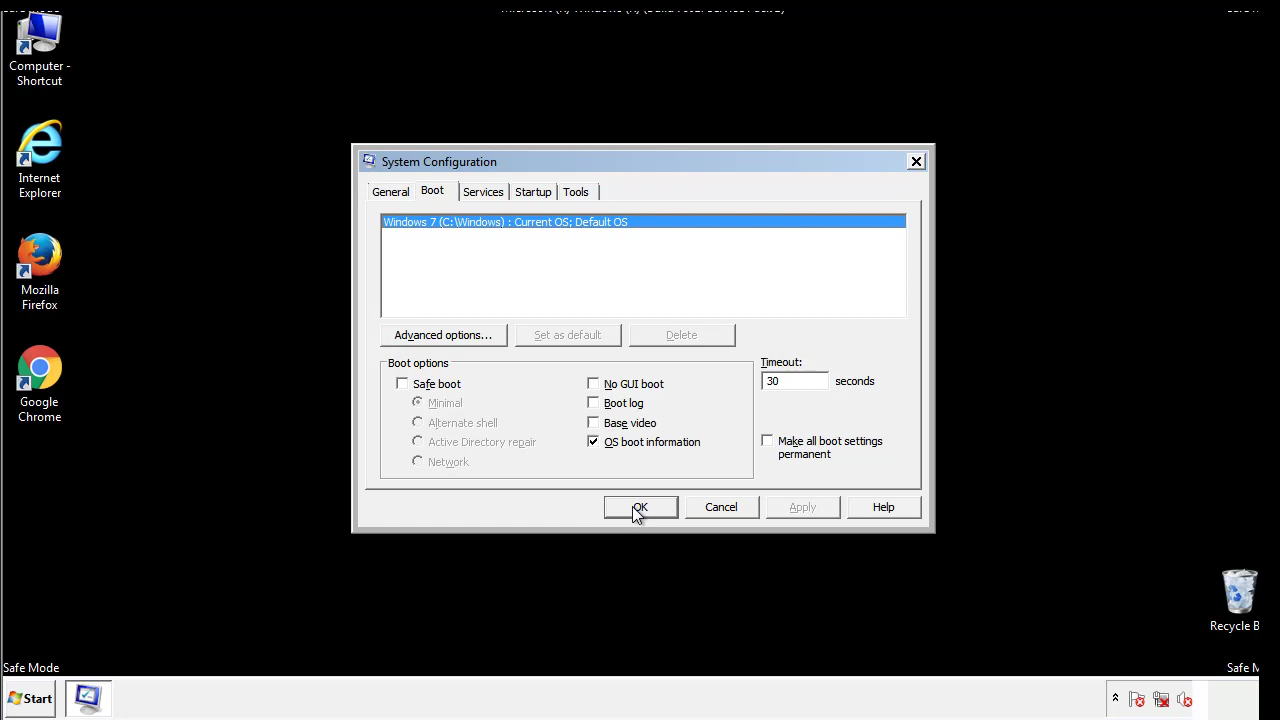 Computer -
Shortcut
Internet
Explorer
Mozilla
Firefox
Google
Chrome
System Configuration
General
Boot
Services
Startup
Tools
Windows 7 (C:\Windows) : Current OS; Default OS
Advanced options...
Set as default
Delete
Boot options
Safe boot
Minimal
Alternate shell
Active Directory repair
Network
No GUI boot
Boot log
Base video
OS boot information
Timeout:
30 seconds
Make all boot settings
permanent
OK
Cancel
Apply
Help
Recycle B
Safe Mode
Safe M
Start